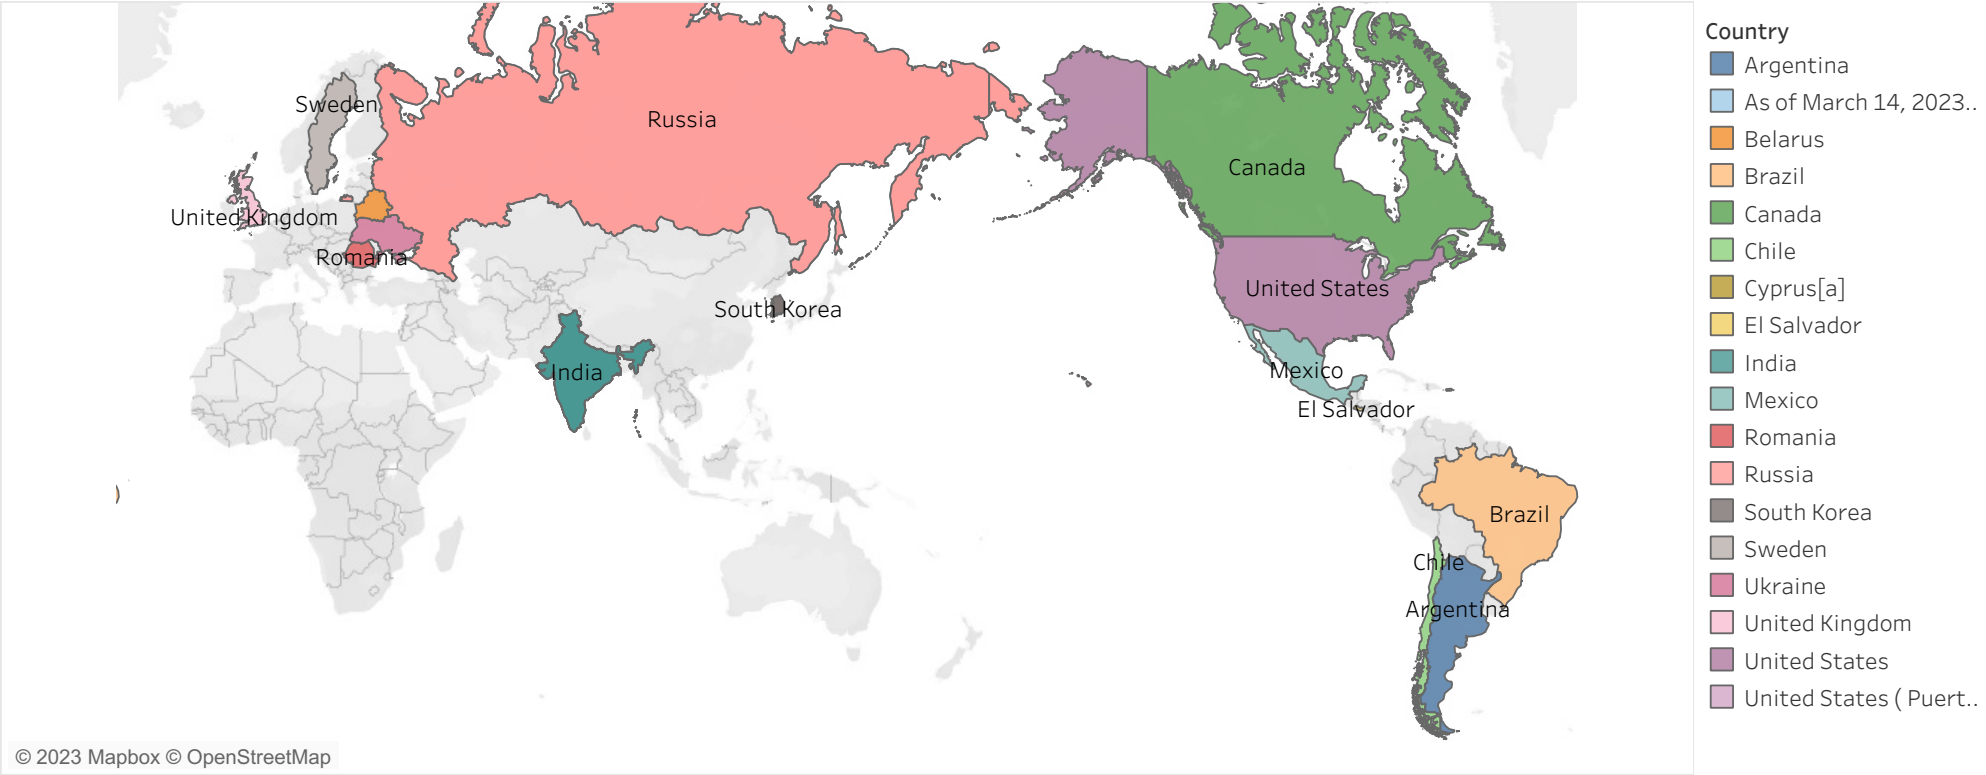 Sweden
Russia
Canada
United Kingdom
Romania
United States
South Korea
India
Mexico
El Salvador
Brazil
Chile
Argentina
© 2023 Mapbox © OpenStreetMap
Country
Argentina
As of March 14, 2023..
Belarus
Brazil
Canada
Chile
Cyprus[a]
El Salvador
India
Mexico
Romania
Russia
South Korea
Sweden
Ukraine
United Kingdom
United States
United States ( Puert..